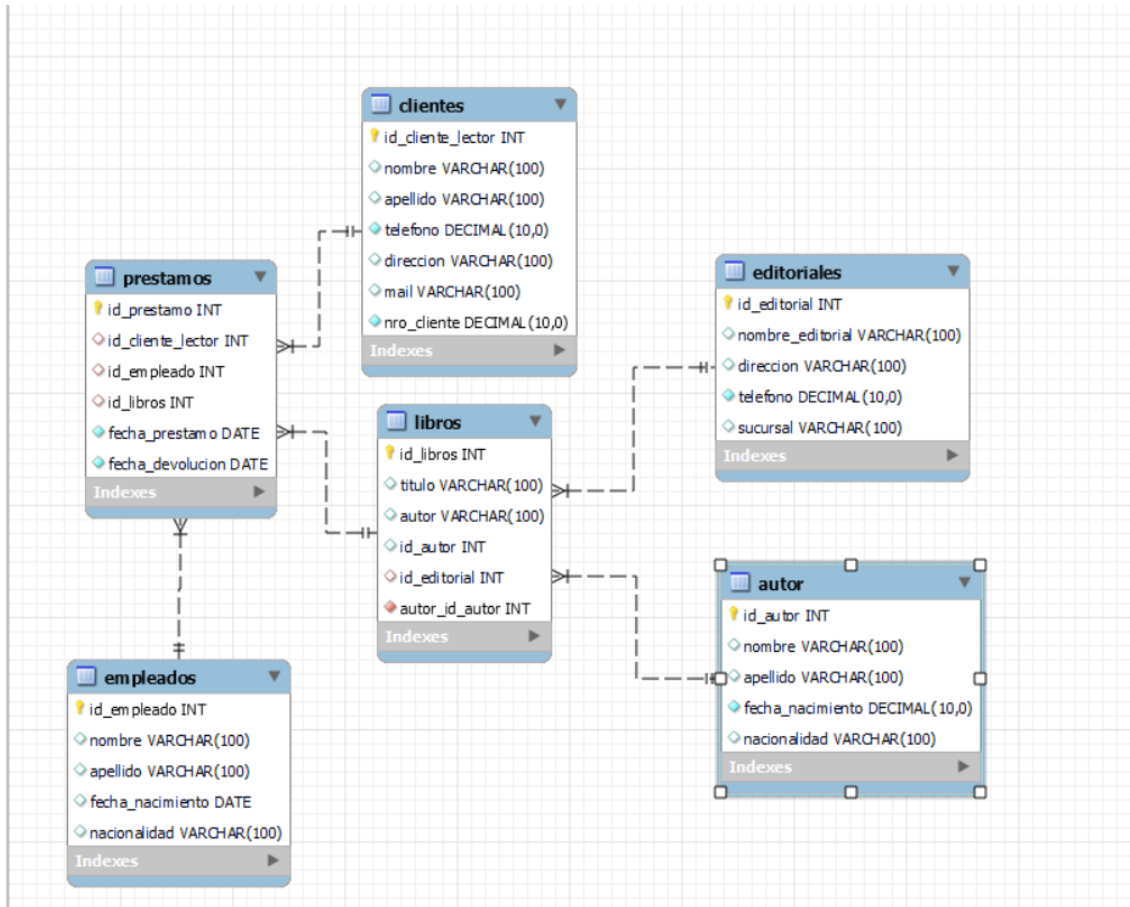 clientes
id_cliente_lector INT
nombre VARCHAR(100)
apellido VARCHAR(100)
telefono DECIMAL(10,0)
direccion VARCHAR(100)
mail VARCHAR(100)
nro_cliente DECIMAL(10,0)
Indexes
prestamos
id_prestamo INT
id_cliente_lector INT
id_empleado INT
id_libros INT
fecha_prestamo DATE
fecha_devolucion DATE
Indexes
editoriales
id_editorial INT
nombre_editorial VARCHAR(100)
direccion VARCHAR(100)
telefono DECIMAL(10,0)
sucursal VARCHAR(100)
Indexes
libros
id_libros INT
titulo VARCHAR(100)
autor VARCHAR(100)
id_autor INT
id_editorial INT
autor_id_autor INT
Indexes
autor
id_autor INT
nombre VARCHAR(100)
apellido VARCHAR(100)
fecha_nacimiento DECIMAL(10,0)
nacionalidad VARCHAR(100)
Indexes
empleados
id_empleado INT
nombre VARCHAR(100)
apellido VARCHAR(100)
fecha_nacimiento DATE
nacionalidad VARCHAR(100)
Indexes